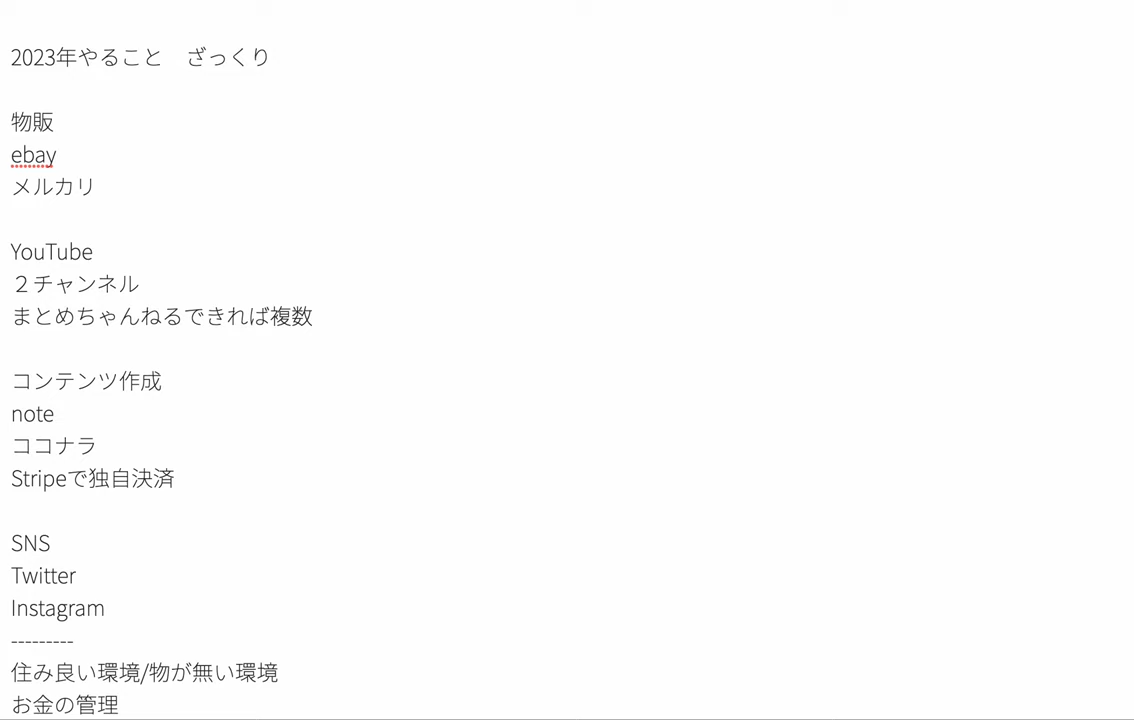 2023年やること　ざっくり
物販
ebay
メルカリ
YouTube
２チャンネル
まとめちゃんねるできれば複数
コンテンツ作成
note
ココナラ
Stripeで独自決済
SNS
Twitter
Instagram
---------
住み良い環境/物が無い環境
お金の管理